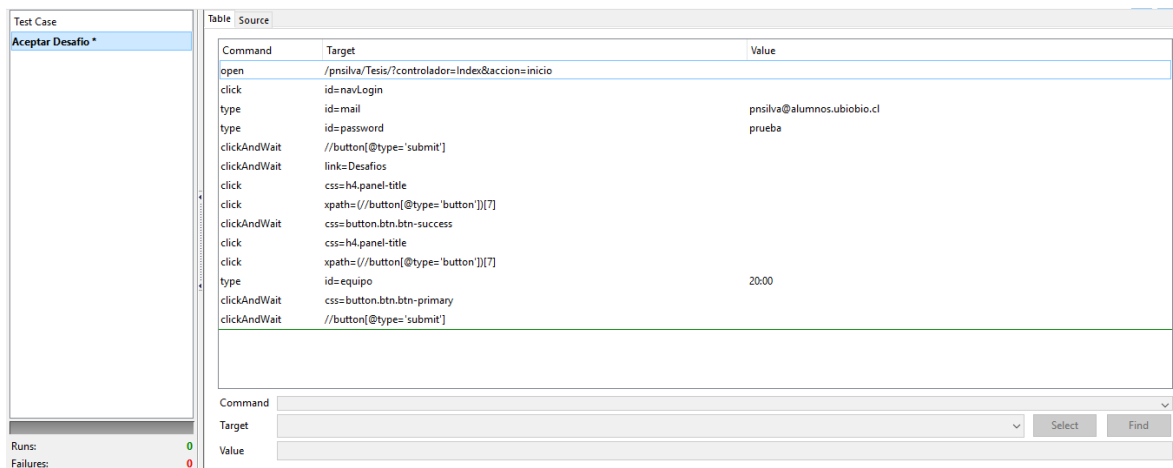 Test Case
Aceptar Desafio *
Table Source
Command Target Value
open /pnsilva/Tesis/?controlador=Index&accion=inicio
click id=navLogin
type id=mail pnsilva@alumnos.ubiobio.cl
type id=password prueba
clickAndWait //button[@type='submit']
clickAndWait link=Desafios
click css=h4.panel-title
click xpath=(//button[@type='button'])[7]
clickAndWait css=button.btn.btn-success
click css=h4.panel-title
click xpath=(//button[@type='button'])[7]
type id=equipo 20:00
clickAndWait css=button.btn.btn-primary
clickAndWait //button[@type='submit']
Command
Target Select Find
Value
Runs: 0
Failures: 0